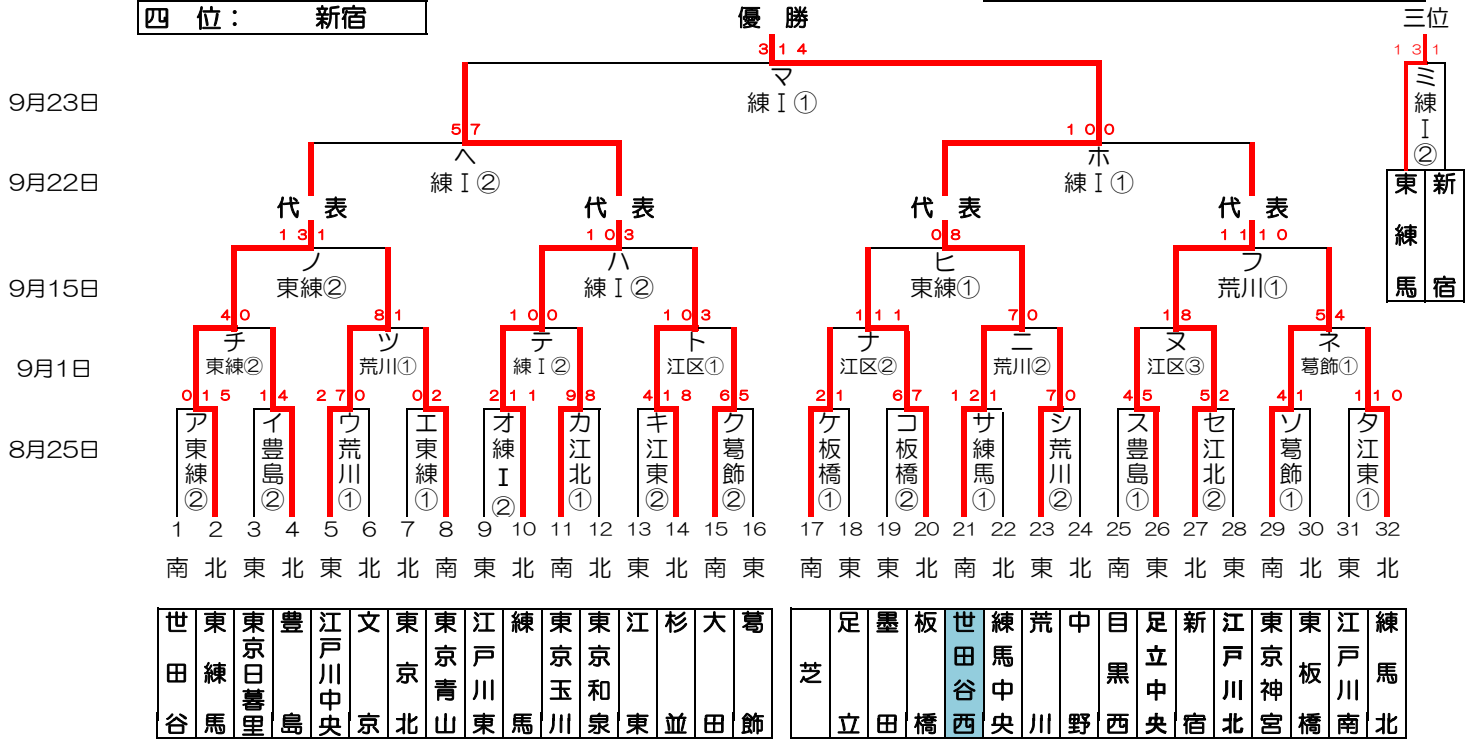 四 位： 新宿
優 勝
三位
3 1 4
1 3 1
マ
ミ練Ⅰ②
9月23日
練Ⅰ①
5 7
1 0 0
ヘ
ホ
9月22日
練Ⅰ②
練Ⅰ①
東練馬
新宿
代 表
代 表
代 表
代 表
1 3 1
1 0 3
0 8
1 1 1 0
ノ
ハ
ヒ
フ
9月15日
東練②
練Ⅰ②
東練①
荒川①
4 0
8 1
1 0 0
1 0 3
1 1 1
7 0
1 8
5 4
チ
ツ
テ
ト
ナ
ニ
ヌ
ネ
9月1日
東練②
荒川①
練Ⅰ②
江区①
江区②
荒川②
江区③
葛飾①
0 1 5
1 4
2 7 0
0 2
2 1 1
9 8
4 1 8
6 5
2 1
6 7
1 2 1
7 0
4 5
5 2
4 1
1 1 0
8月25日
ア東練②
イ豊島②
ウ荒川①
エ東練①
オ練Ⅰ②
カ江北①
キ江東②
ク葛飾②
ケ板橋①
コ板橋②
サ練馬①
シ荒川②
ス豊島①
セ江北②
ソ葛飾①
タ江東①
1 2 3 4 5 6 7 8 9 10 11 12 13 14 15 16 17 18 19 20 21 22 23 24 25 26 27 28 29 30 31 32
南 北 東 北 東 北 北 南 東 北 南 北 東 北 南 東 南 東 東 北 南 北 東 北 南 東 北 東 南 北 東 北
世田谷
東練馬
東京日暮里
豊島
江戸川中央
文京
東京北
東京青山
江戸川東
練馬
東京玉川
東京和泉
江東
杉並
大田
葛飾
芝
足立
墨田
板橋
世田谷西
練馬中央
荒川
中野
目黒西
足立中央
新宿
江戸川北
東京神宮
東板橋
江戸川南
練馬北